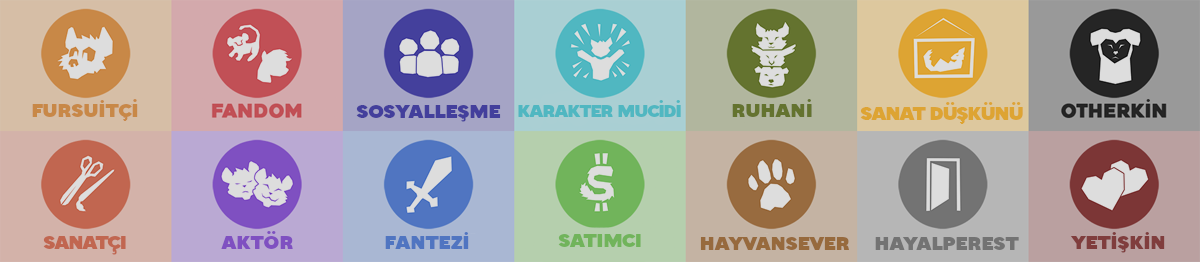 FURSUİTÇİ
FANDOM
SOSYALLEŞME
KARAKTER MUCİDİ
RUHANİ
SANAT DÜŞKÜNÜ
OTHERKİN
SANATÇI
AKTÖR
FANTEZİ
SATIMCI
HAYVANSEVER
HAYALPEREST
YETİŞKİN